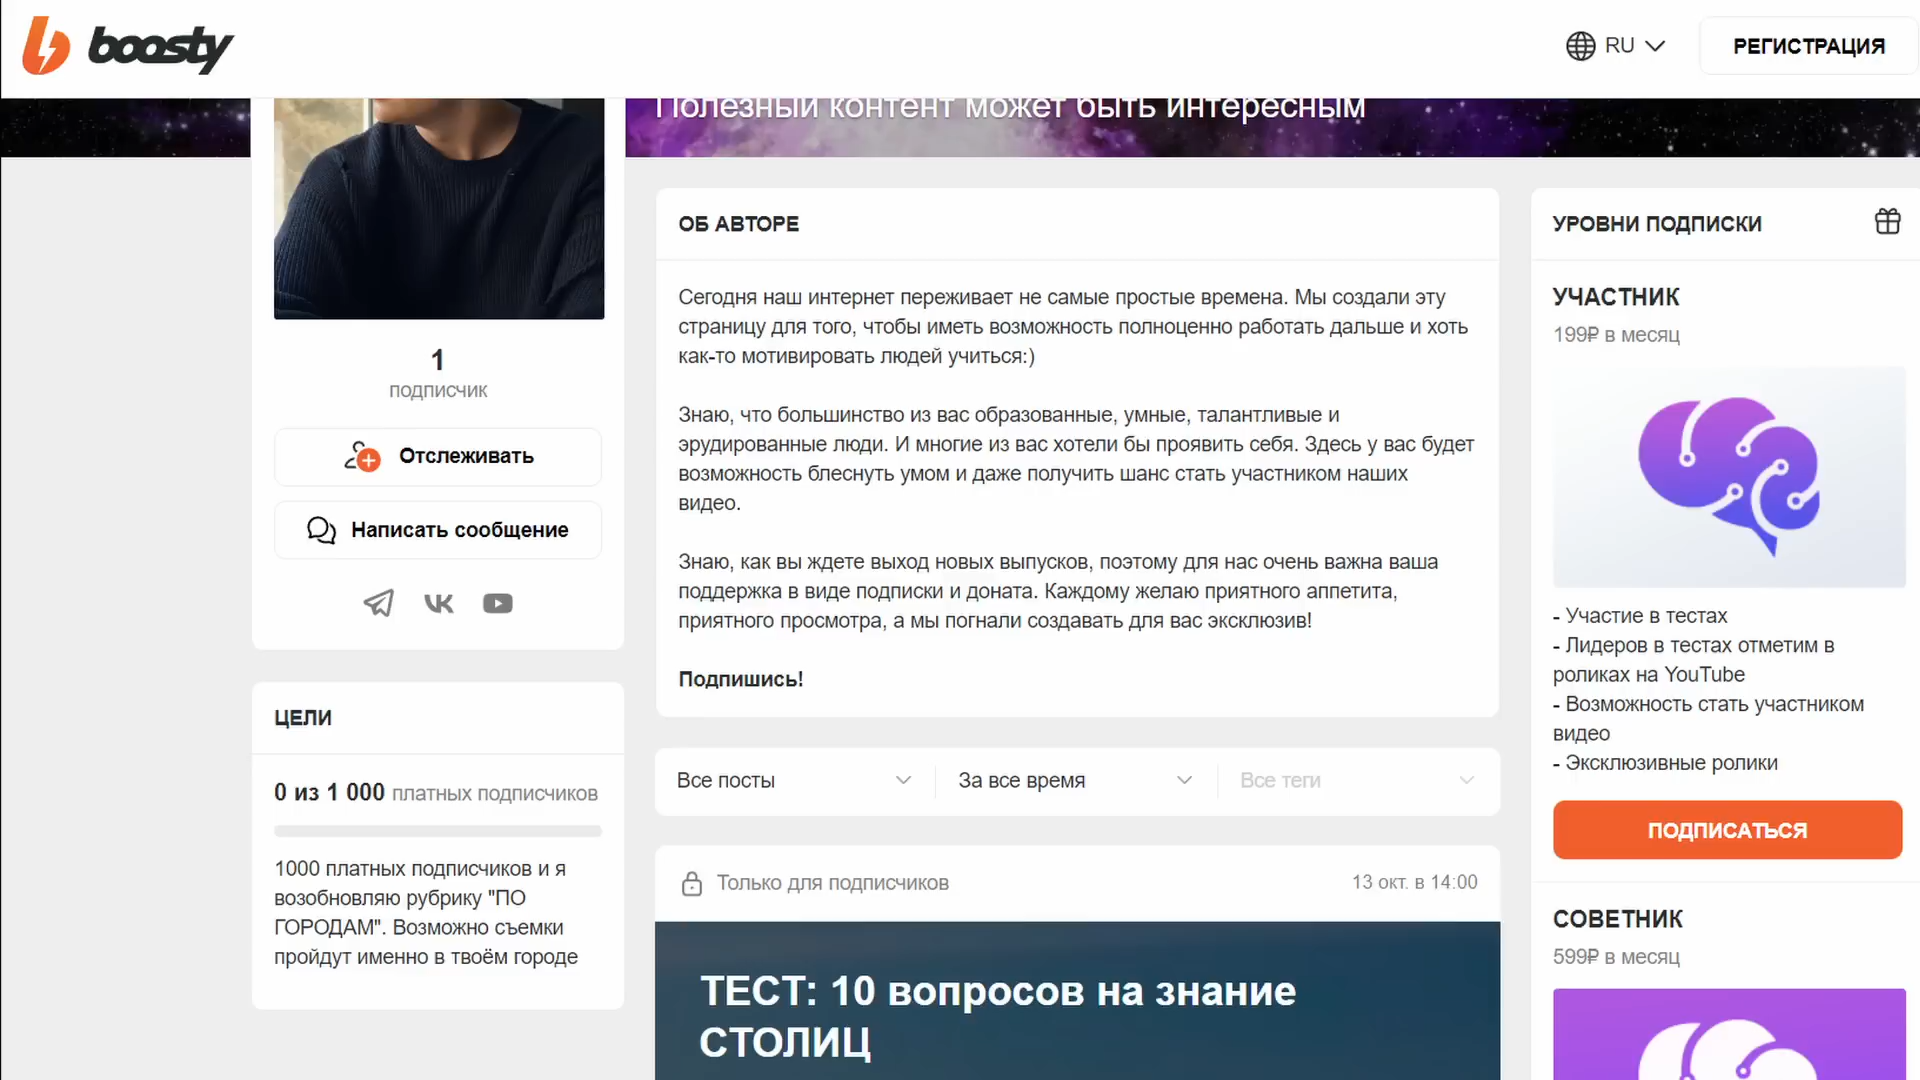 boosty
RU
РЕГИСТРАЦИЯ
Полезный контент может быть интересным
1
подписчик
Отслеживать
Написать сообщение
ЦЕЛИ
0 из 1 000 платных подписчиков
1000 платных подписчиков и я
возобновляю рубрику "ПО
ГОРОДАМ". Возможно съемки
пройдут именно в твоём городе
ОБ АВТОРЕ
Сегодня наш интернет переживает не самые простые времена. Мы создали эту
страницу для того, чтобы иметь возможность полноценно работать дальше и хоть
как-то мотивировать людей учиться:)
Знаю, что большинство из вас образованные, умные, талантливые и
эрудированные люди. И многие из вас хотели бы проявить себя. Здесь у вас будет
возможность блеснуть умом и даже получить шанс стать участником наших
видео.
Знаю, как вы ждете выход новых выпусков, поэтому для нас очень важна ваша
поддержка в виде подписки и доната. Каждому желаю приятного аппетита,
приятного просмотра, а мы погнали создавать для вас эксклюзив!
Подпишись!
Все посты
За все время
Все теги
Только для подписчиков
13 окт. в 14:00
ТЕСТ: 10 вопросов на знание
СТОЛИЦ
УРОВНИ ПОДПИСКИ
УЧАСТНИК
199₽ в месяц
- Участие в тестах
- Лидеров в тестах отметим в
роликах на YouTube
- Возможность стать участником
видео
- Эксклюзивные ролики
ПОДПИСАТЬСЯ
СОВЕТНИК
599₽ в месяц